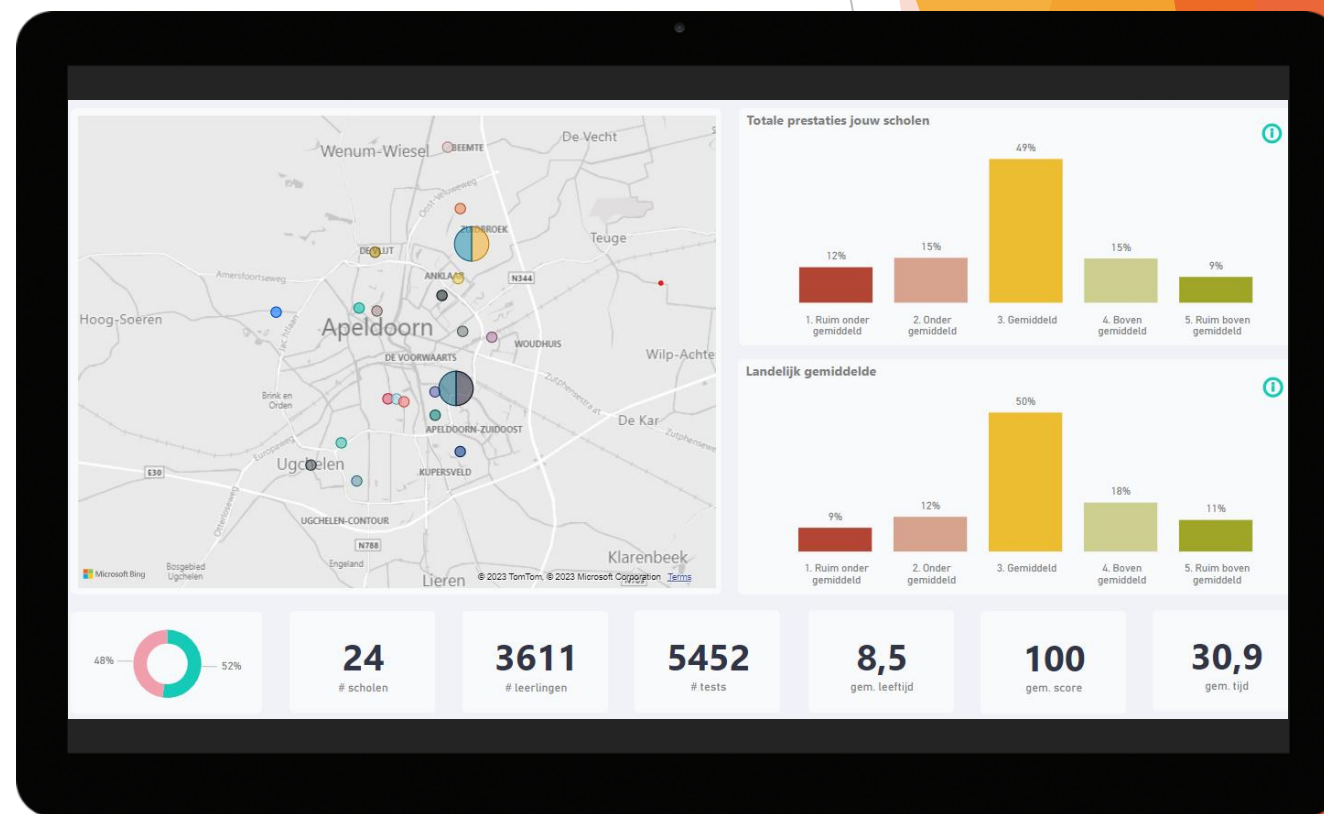 De Vecht
Wenum-Wiesel
BEEMTE
ZUIDBROEK
Teuge
Amersfoortseweg
N344
Hoog-Soeren
Apeldoorn
WOUDHUIS
DE VOORWAARTS
Wilp-Achte
Brink en
Orden
De Kar
APELDOORN-ZUIDOOST
Europaweg
Ugchelen
E30
KUPERSVELD
UGCHELEN-CONTOUR
N788
Engeland
Klarenbeek
Bosgebied
Ugchelen
Microsoft Bing
Lieren
© 2023 TomTom, © 2023 Microsoft Corporation Terms
Totale prestaties jouw scholen
49%
12%
15%
15%
9%
1. Ruim onder
gemiddeld
2. Onder
gemiddeld
3. Gemiddeld
4. Boven
gemiddeld
5. Ruim boven
gemiddeld
Landelijk gemiddelde
50%
9%
12%
18%
11%
1. Ruim onder
gemiddeld
2. Onder
gemiddeld
3. Gemiddeld
4. Boven
gemiddeld
5. Ruim boven
gemiddeld
48%
52%
24
# scholen
3611
# leerlingen
5452
# tests
8,5
gem. leeftijd
100
gem. score
30,9
gem. tijd